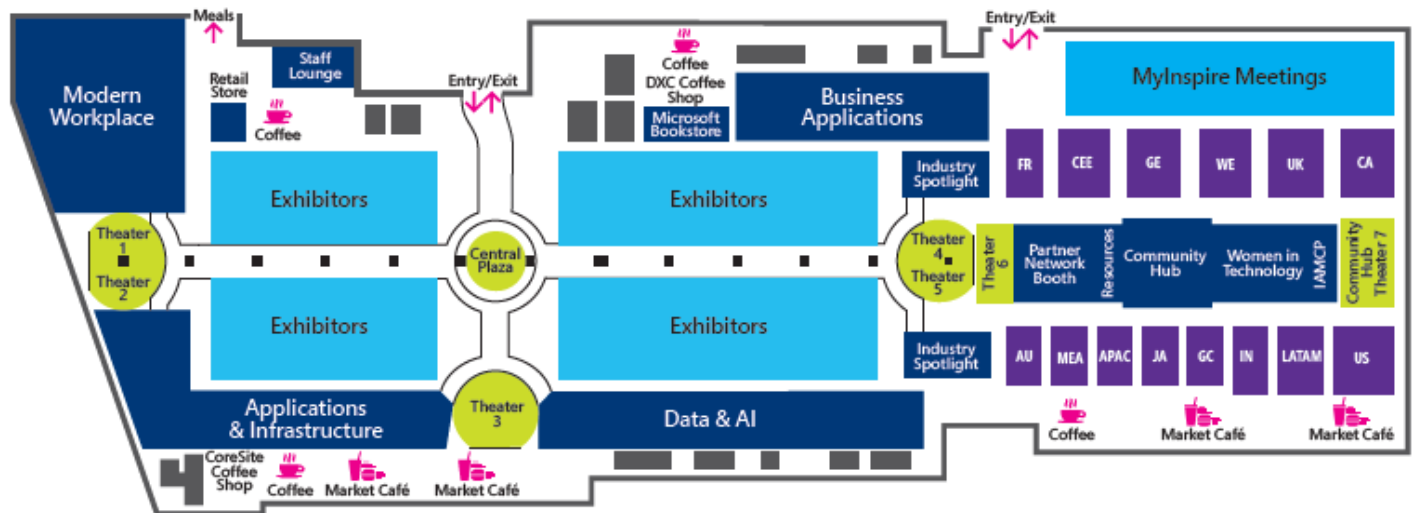 Meals
Entry/Exit
Staff
Lounge
Coffee
DXC Coffee
Shop
Microsoft
Bookstore
MyInspire Meetings
Retail
Store
Entry/Exit
Modern
Workplace
Coffee
Business
Applications
Exhibitors
Exhibitors
Industry
Spotlight
FR
CEE
GE
WE
UK
CA
Theater
1
Theater
2
Central
Plaza
Theater
4
Theater
5
Theater
6
Partner
Network
Booth
Resources
Community
Hub
Women in
Technology
IAMCP
Community
Hub
Theater 7
Exhibitors
Exhibitors
Industry
Spotlight
AU
MEA
APAC
JA
GC
IN
LATAM
US
Applications
& Infrastructure
Theater
3
Data & AI
Coffee
Market Café
Market Café
CoreSite
Coffee
Shop
Coffee
Market Café
Market Café